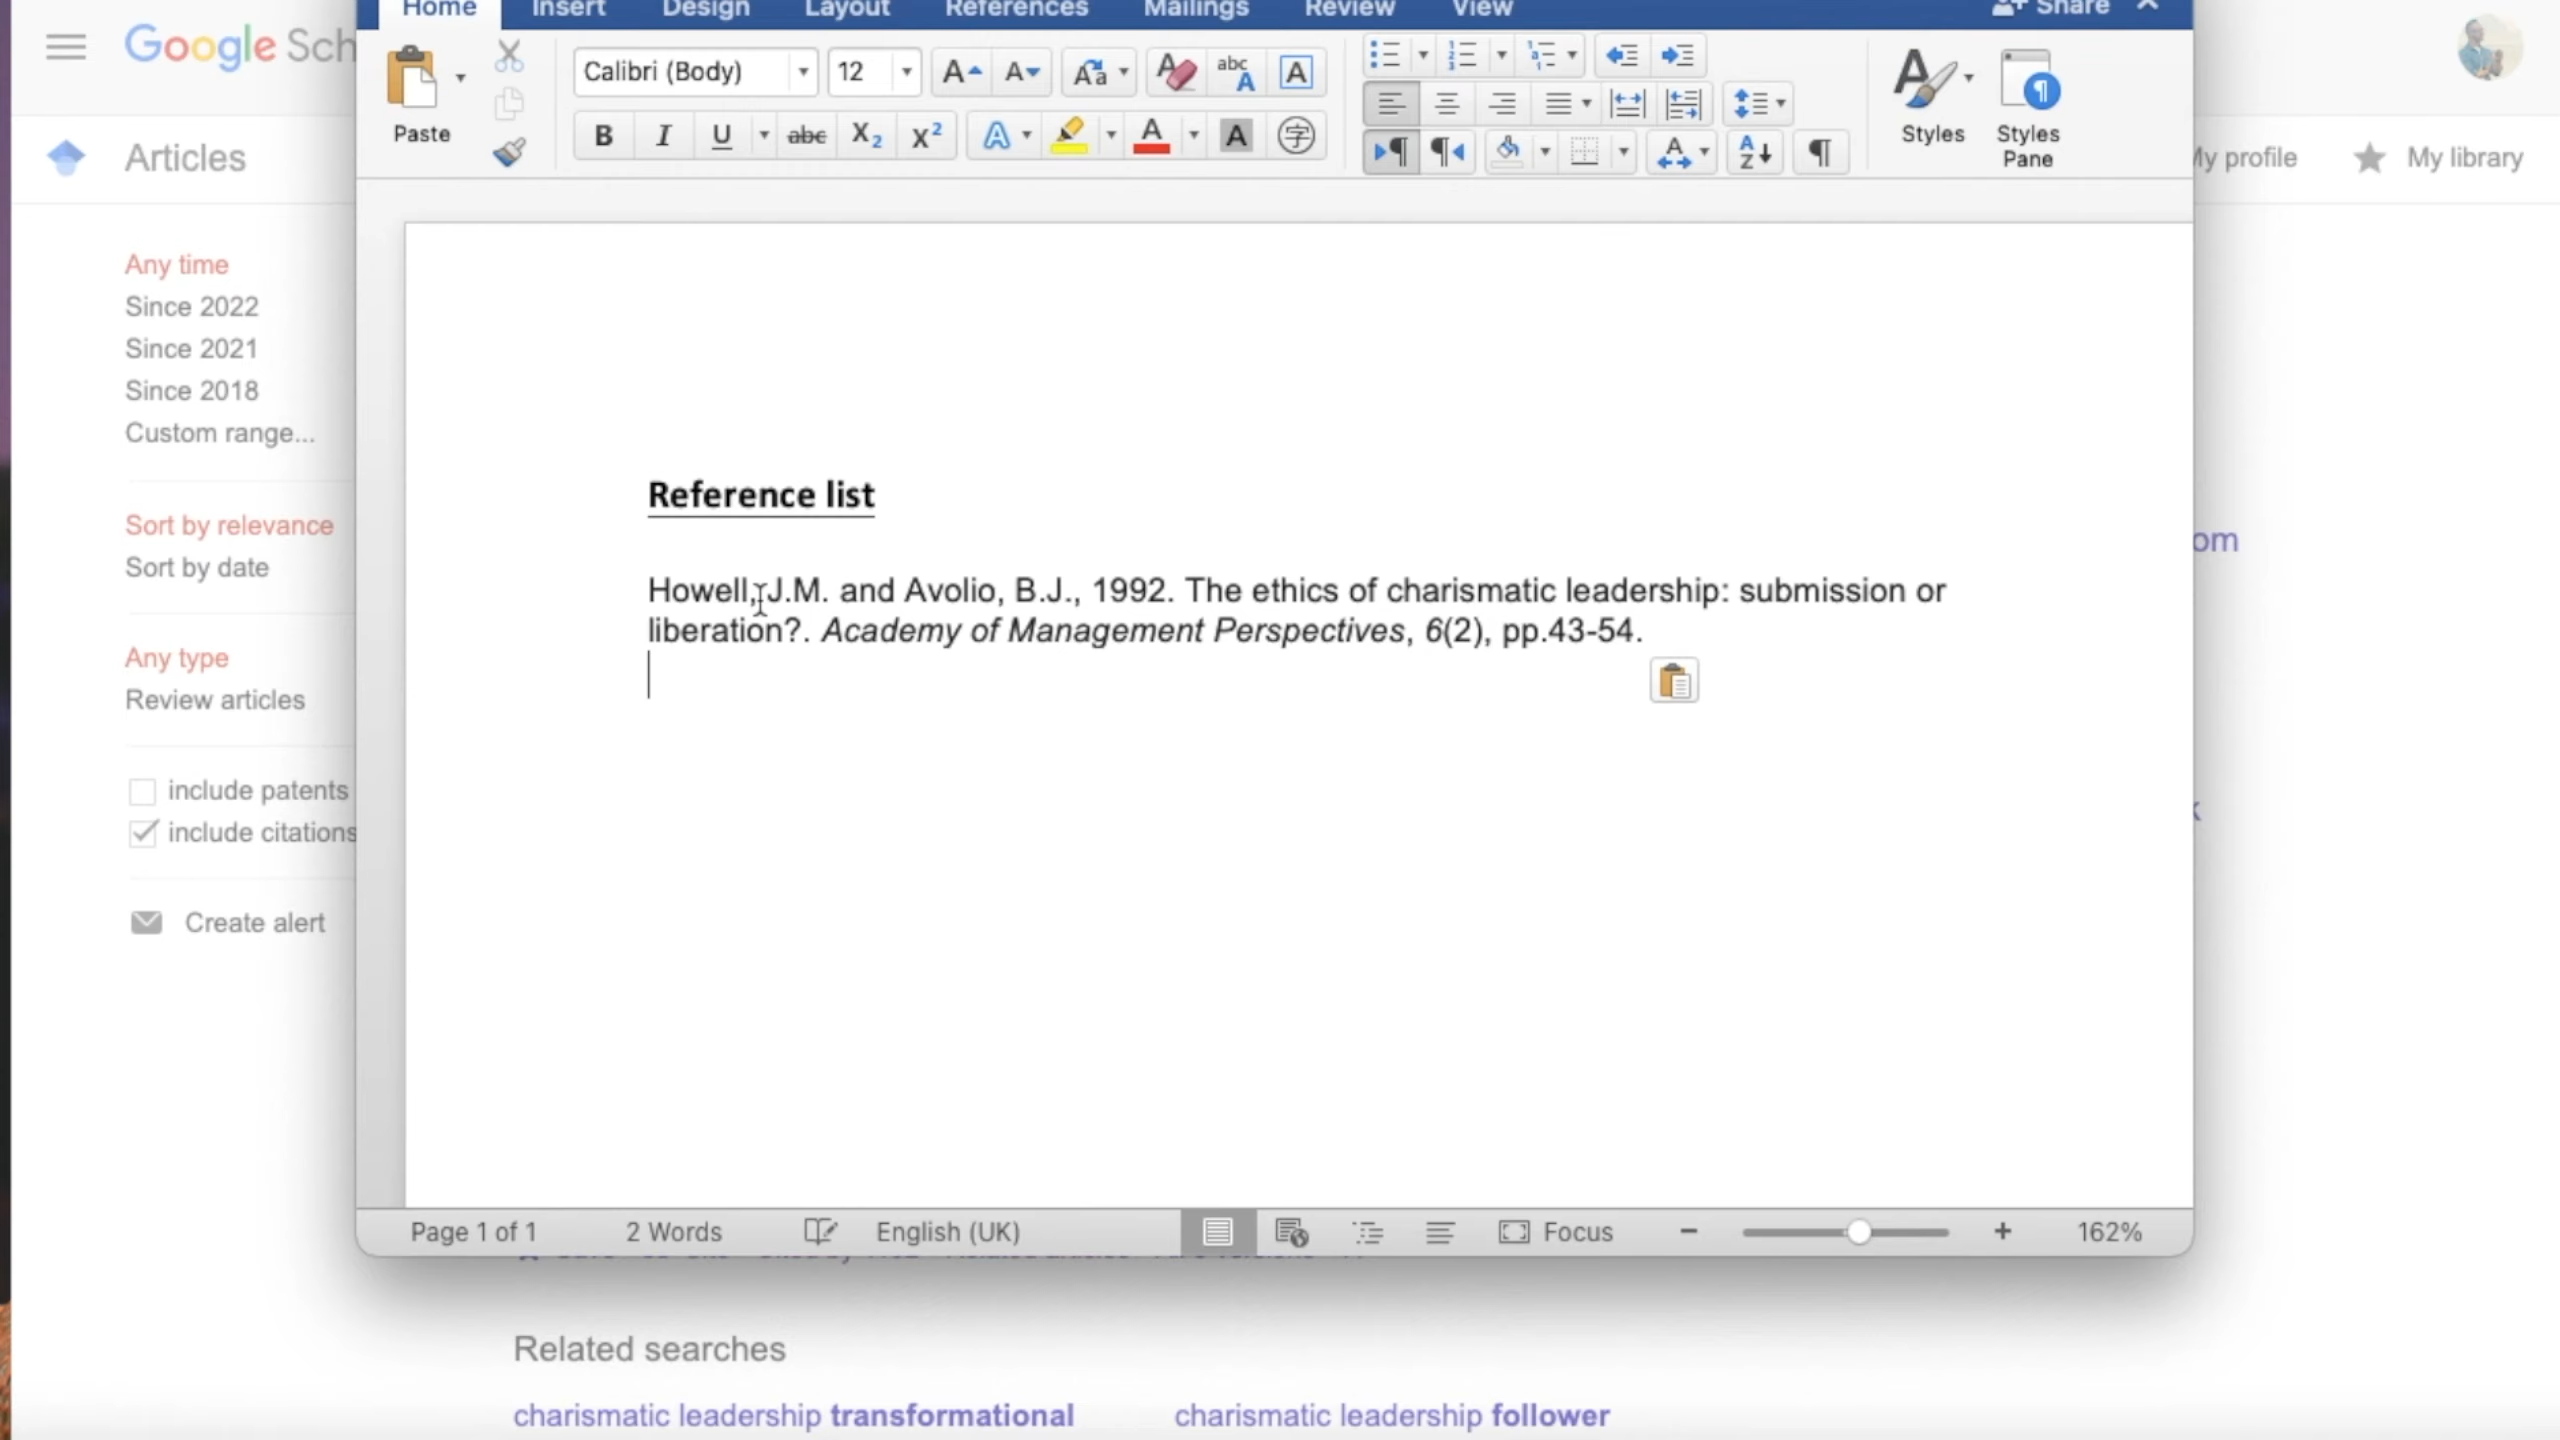 Home Insert Design Layout References Mailings Review View Share
Google Sch
Calibri (Body) 12
Paste
Styles
Styles Pane
Articles
My profile
My library
Any time
Since 2022
Since 2021
Since 2018
Custom range...
Sort by relevance
Sort by date
Any type
Review articles
include patents
include citations
Create alert
Reference list
Howell, J.M. and Avolio, B.J., 1992. The ethics of charismatic leadership: submission or
liberation?. Academy of Management Perspectives, 6(2), pp.43-54.
om
k
Page 1 of 1 2 Words English (UK) Focus 162%
Related searches
charismatic leadership transformational
charismatic leadership follower